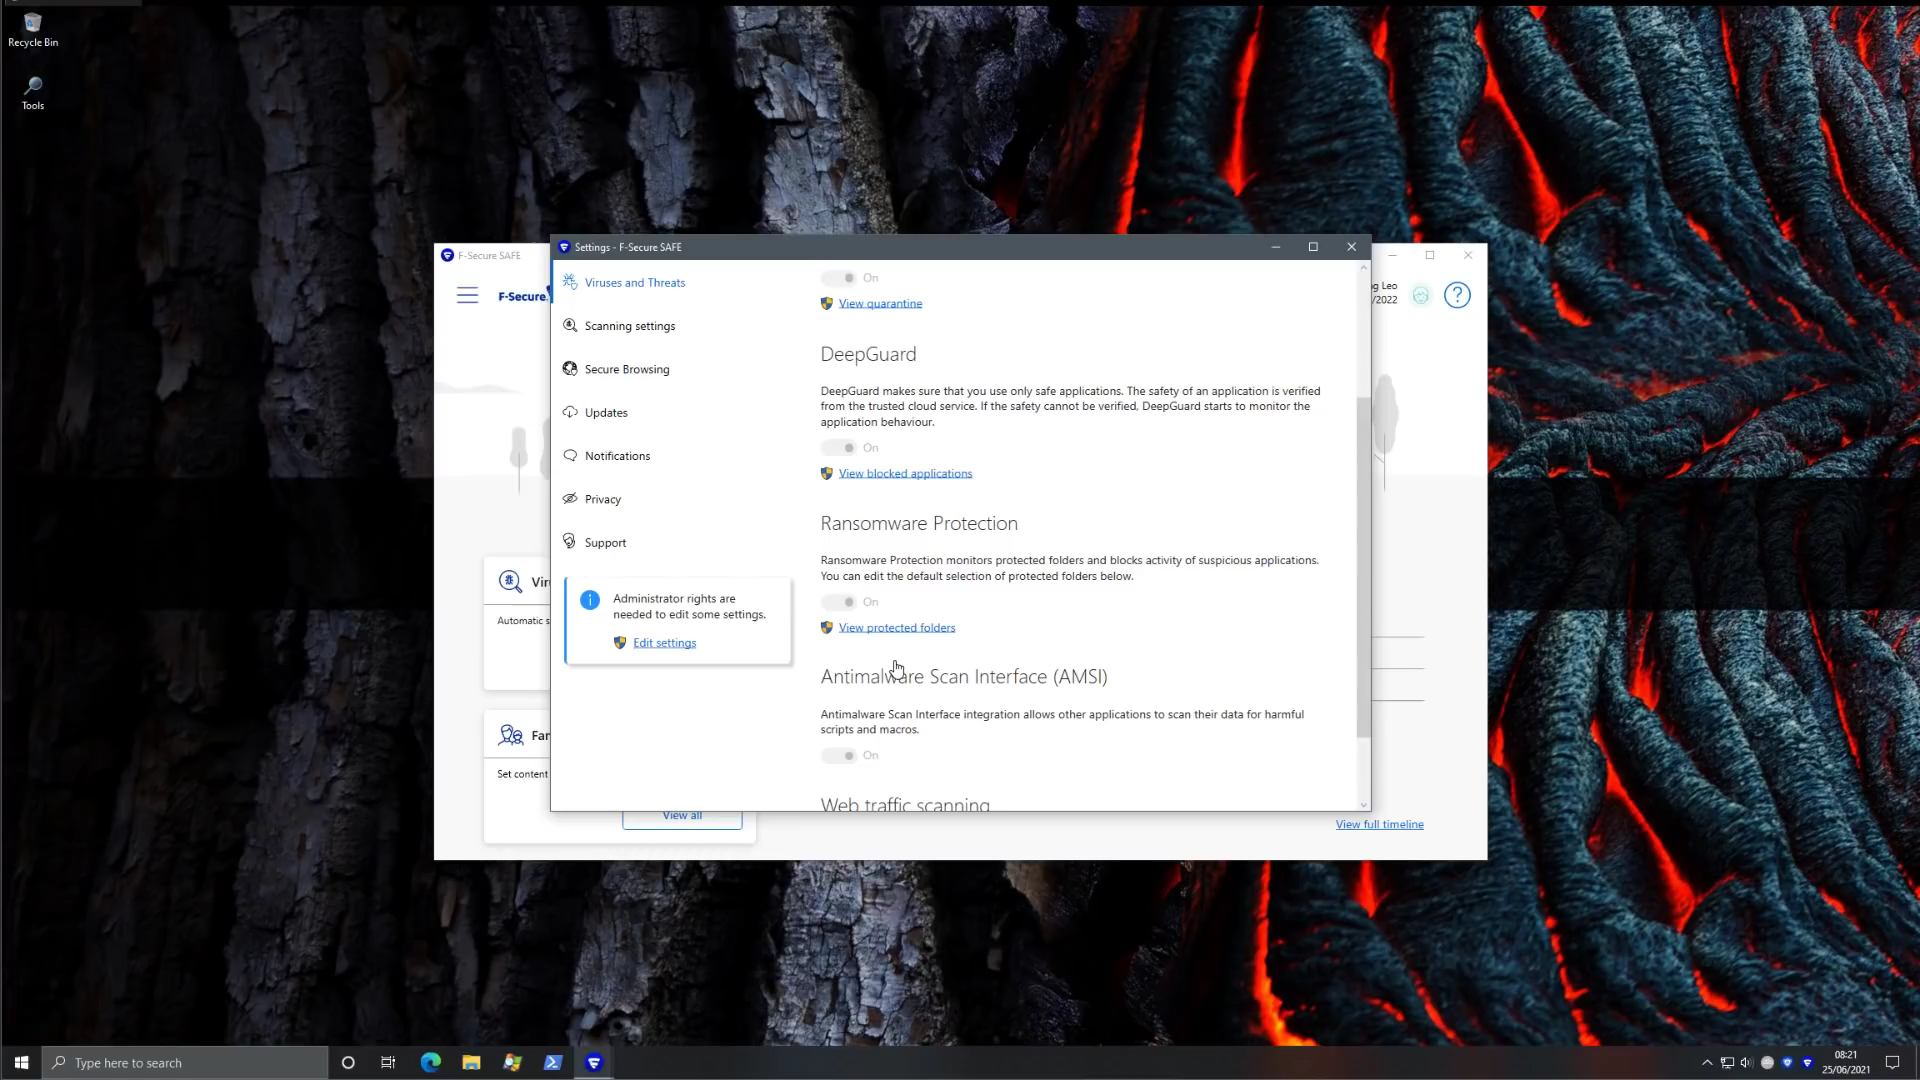 Recycle Bin
Tools
F-Secure SAFE
F-Secure
Settings - F-Secure SAFE
g Leo
/2022
Viruses and Threats
Scanning settings
Secure Browsing
Updates
Notifications
Privacy
Support
Administrator rights are
needed to edit some settings.
Edit settings
On
View quarantine
DeepGuard
DeepGuard makes sure that you use only safe applications. The safety of an application is verified
from the trusted cloud service. If the safety cannot be verified, DeepGuard starts to monitor the
application behaviour.
On
View blocked applications
Ransomware Protection
Ransomware Protection monitors protected folders and blocks activity of suspicious applications.
You can edit the default selection of protected folders below.
On
View protected folders
Antimalware Scan Interface (AMSI)
Antimalware Scan Interface integration allows other applications to scan their data for harmful
scripts and macros.
On
Web traffic scanning
Vir
Automatic s
Fan
Set content
View all
View full timeline
Type here to search
08:21
25/06/2021